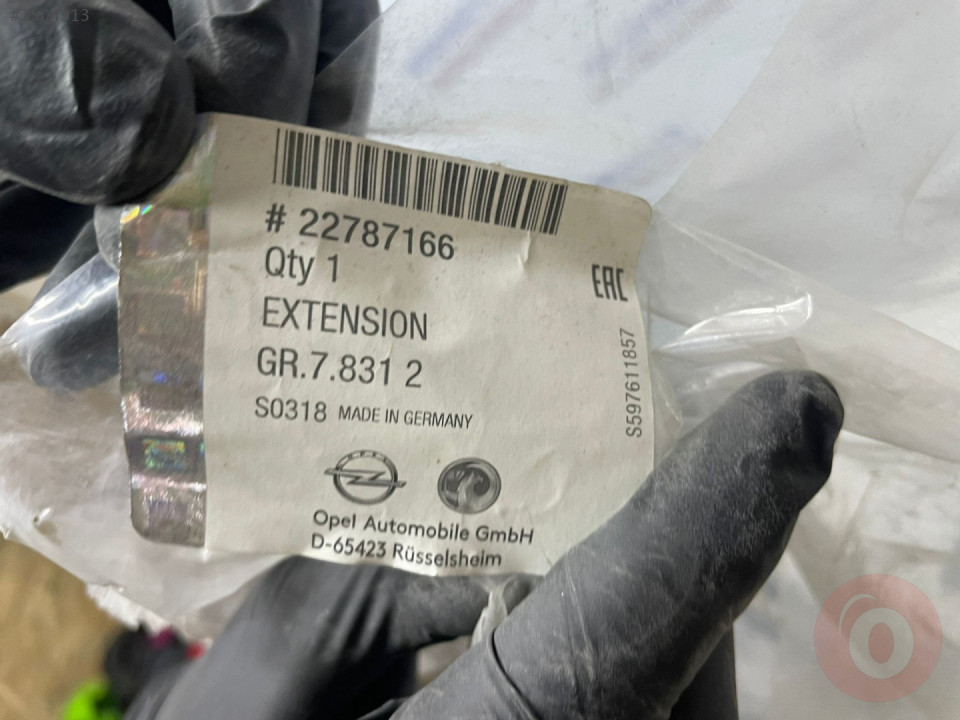 # 22787166
Qty 1
EXTENSION
GR.7.831 2
S0318 MADE IN GERMANY
EAC
S597611857
OPEL
Opel Automobile GmbH
D-65423 Rüsselsheim